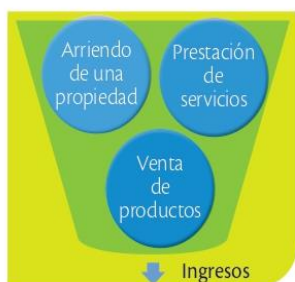 Arriendo
de una
propiedad
Prestación
de
servicios
Venta
de
productos
Ingresos